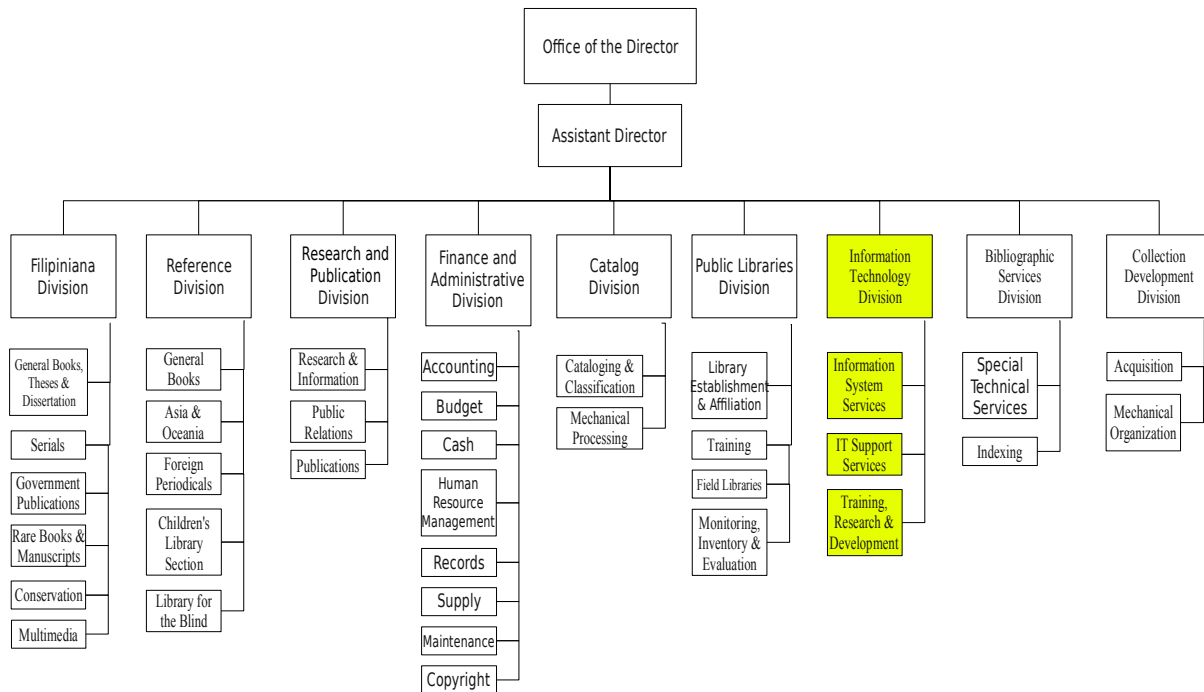 Office of the Director
Assistant Director
Filipiniana
Division
Reference
Division
Research and
Publication
Division
Finance and
Administrative
Division
Catalog
Division
Public Libraries
Division
Information
Technology
Division
Bibliographic
Services
Division
Collection
Development
Division
General Books,
Theses &
Dissertation
Serials
Government
Publications
Rare Books &
Manuscripts
Conservation
Multimedia
General
Books
Asia &
Oceania
Foreign
Periodicals
Children's
Library
Section
Library for
the Blind
Research &
Information
Public
Relations
Publications
Accounting
Budget
Cash
Human
Resource
Management
Records
Supply
Maintenance
Copyright
Cataloging &
Classification
Mechanical
Processing
Library
Establishment
& Affiliation
Training
Field Libraries
Monitoring,
Inventory &
Evaluation
Information
System
Services
IT Support
Services
Training,
Research &
Development
Special
Technical
Services
Indexing
Acquisition
Mechanical
Organization